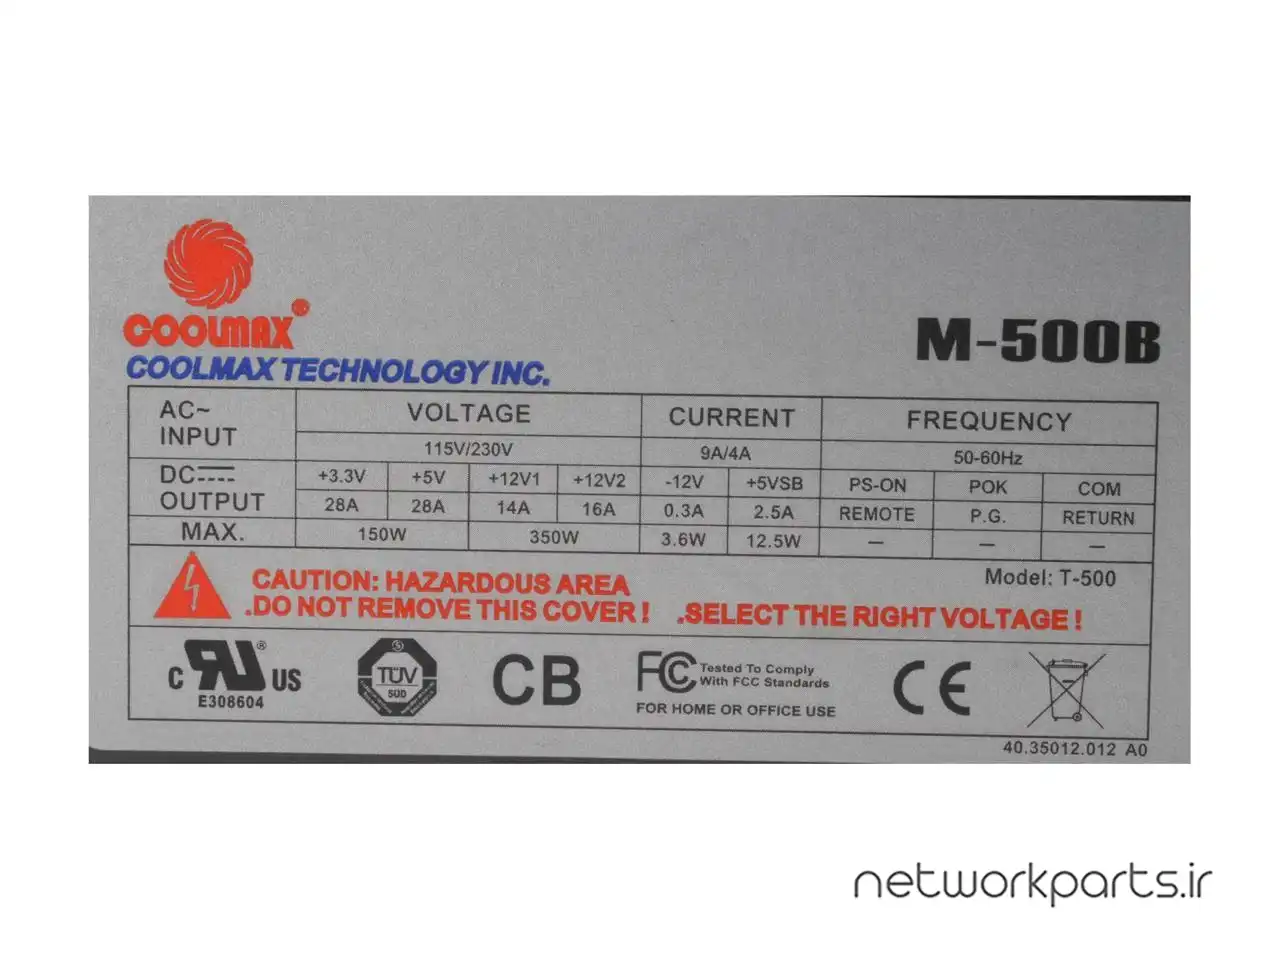 COOLMAX®
COOLMAX TECHNOLOGY INC.
M-500B
AC~ INPUT VOLTAGE CURRENT FREQUENCY
115V/230V 9A/4A 50-60Hz
DC OUTPUT +3.3V +5V +12V1 +12V2 -12V +5VSB PS-ON POK COM
28A 28A 14A 16A 0.3A 2.5A REMOTE P.G. RETURN
MAX. 150W 350W 3.6W 12.5W — — —
Model: T-500
CAUTION: HAZARDOUS AREA
.DO NOT REMOVE THIS COVER! .SELECT THE RIGHT VOLTAGE!
C RU® US
E308604
S
TÜV
SÜD
CB
FCC Tested To Comply
With FCC Standards
FOR HOME OR OFFICE USE
CE
40.35012.012 A0
networkparts.ir